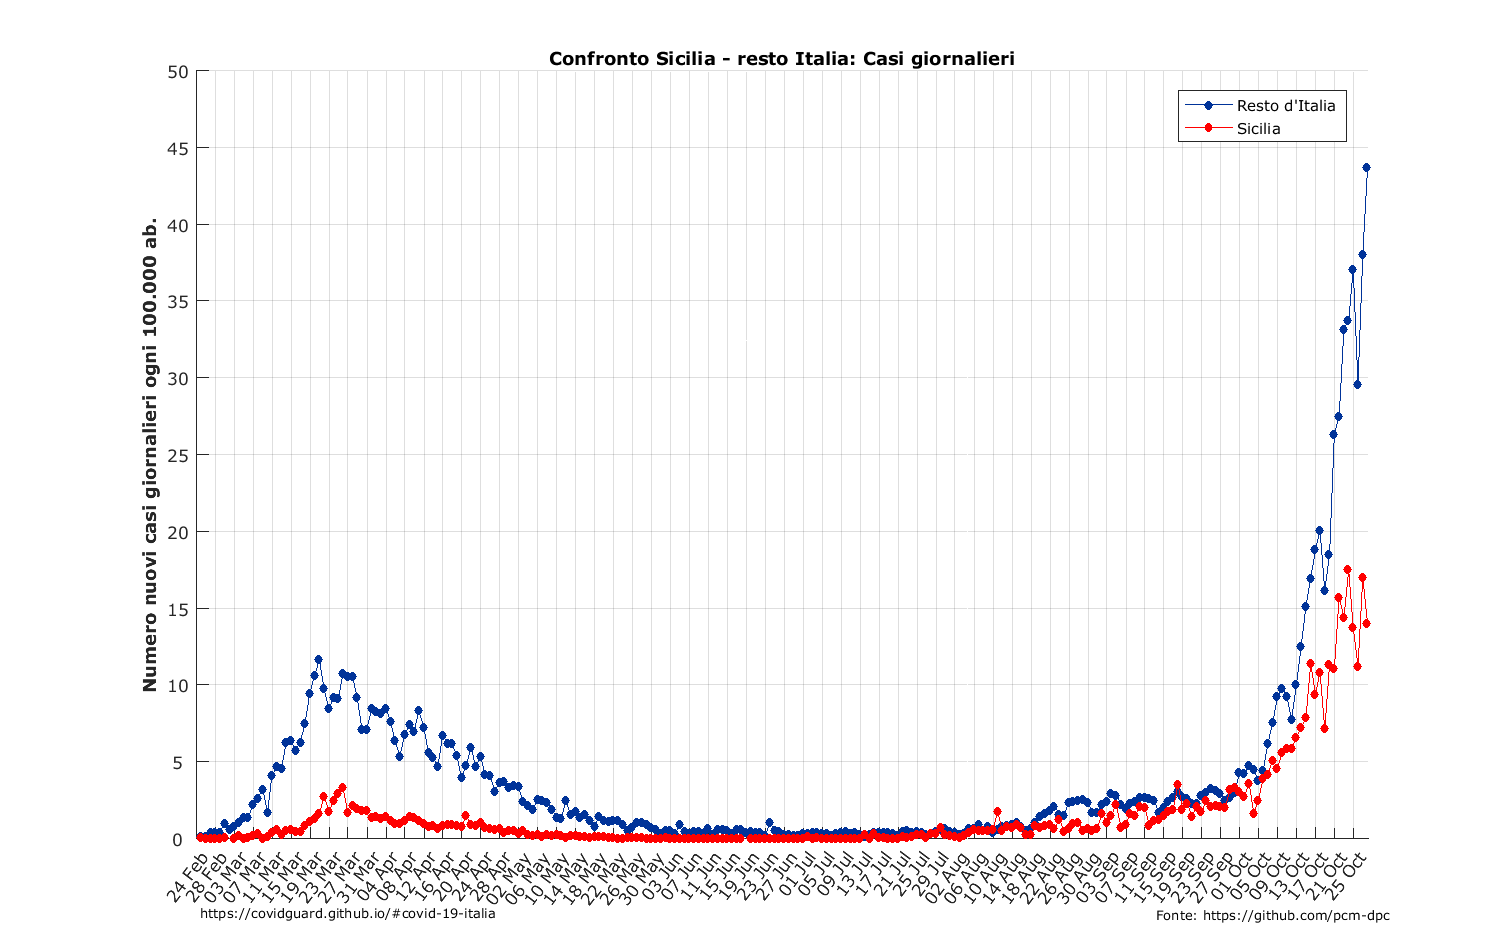 Confronto Sicilia - resto Italia: Casi giornalieri
Resto d'Italia
Sicilia
Numero nuovi casi giornalieri ogni 100.000 ab.
50
45
40
35
30
25
20
15
10
5
0
24 Feb
28 Feb
03 Mar
07 Mar
11 Mar
15 Mar
19 Mar
23 Mar
27 Mar
31 Mar
04 Apr
08 Apr
12 Apr
16 Apr
20 Apr
24 Apr
28 Apr
02 May
06 May
10 May
14 May
18 May
22 May
26 May
30 May
03 Jun
07 Jun
11 Jun
15 Jun
19 Jun
23 Jun
27 Jun
01 Jul
05 Jul
09 Jul
13 Jul
17 Jul
21 Jul
25 Jul
29 Jul
02 Aug
06 Aug
10 Aug
14 Aug
18 Aug
22 Aug
26 Aug
30 Aug
03 Sep
07 Sep
11 Sep
15 Sep
19 Sep
23 Sep
27 Sep
01 Oct
05 Oct
09 Oct
13 Oct
17 Oct
21 Oct
25 Oct
https://covidguard.github.io/#covid-19-italia
Fonte: https://github.com/pcm-dpc